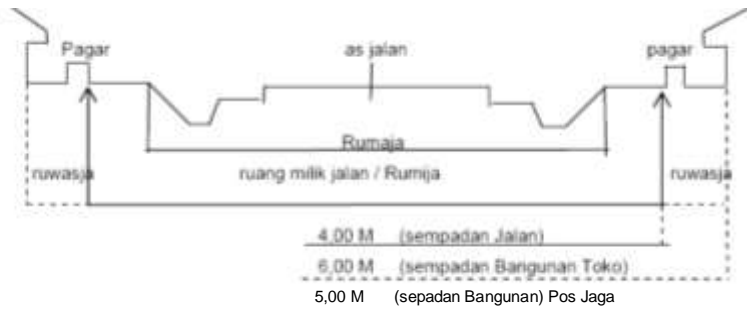 Pagar as jalan pagar
Rumaja
ruwasja ruang milik jalan / Rumija ruwasja
4,00 M (sempadan Jalan)
6,00 M (sempadan Bangunan Toko)
5,00 M (sepadan Bangunan) Pos Jaga